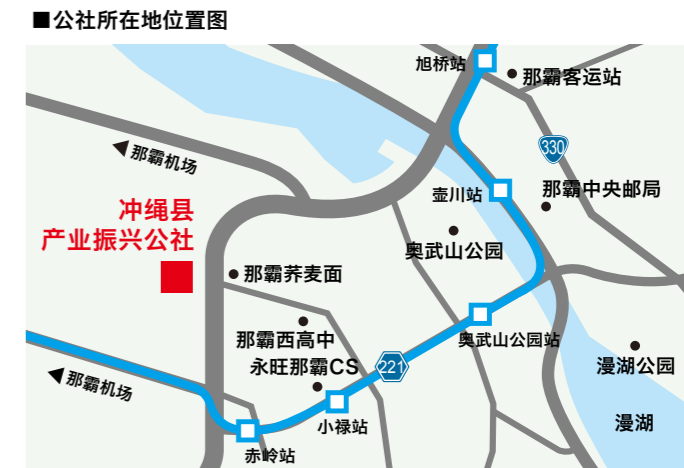 ■公社所在地位置图
旭桥站
那霸客运站
330
那霸机场
壶川站
那霸中央邮局
冲绳县
产业振兴公社
奥武山公园
那霸荞麦面
那霸西高中
奥武山公园站
永旺那霸CS
221
漫湖公园
那霸机场
小禄站
漫湖
赤岭站